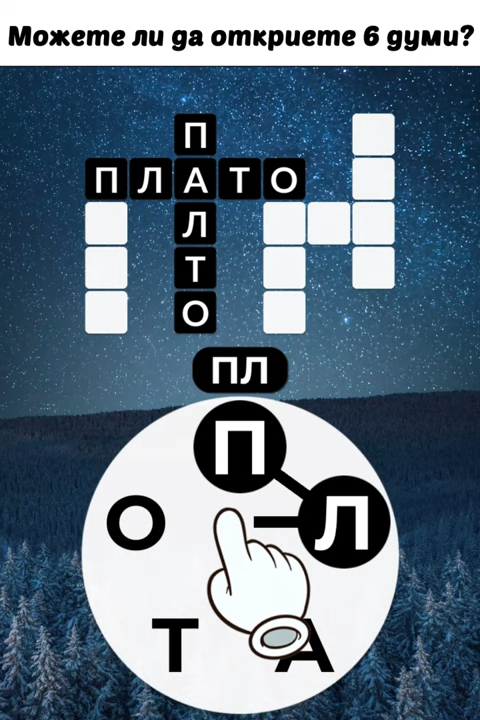 Можете ли да откриете 6 думи?
П
ПЛАТО
Л
Т
О
ПЛ
П
О Л
Т А